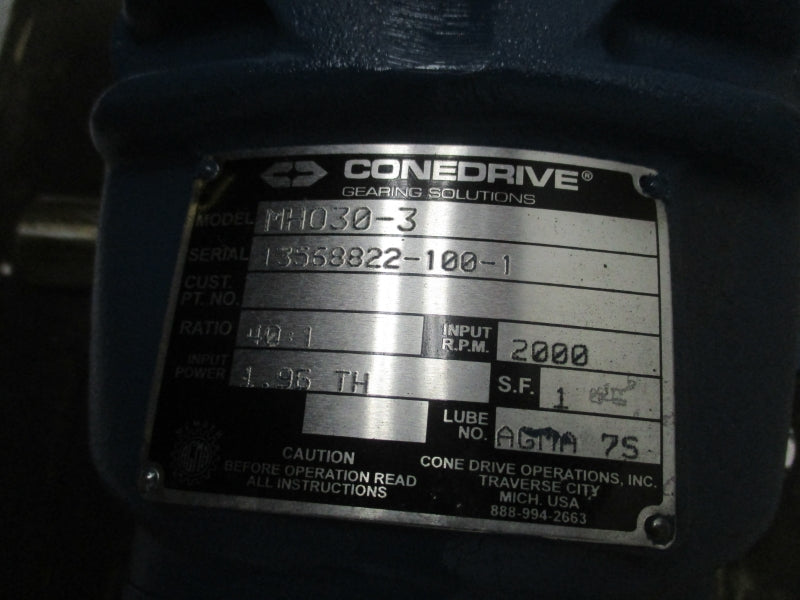 CONEDRIVE®
GEARING SOLUTIONS
MODEL MHO30-3
SERIAL 13568822-100-1
CUST. PT. NO.
RATIO 40:1 INPUT R.P.M. 2000
INPUT POWER 1.96 TH S.F. 1
LUBE NO. AGMA 7S
CAUTION
BEFORE OPERATION READ
ALL INSTRUCTIONS
CONE DRIVE OPERATIONS, INC.
TRAVERSE CITY
MICH. USA
888-994-2663